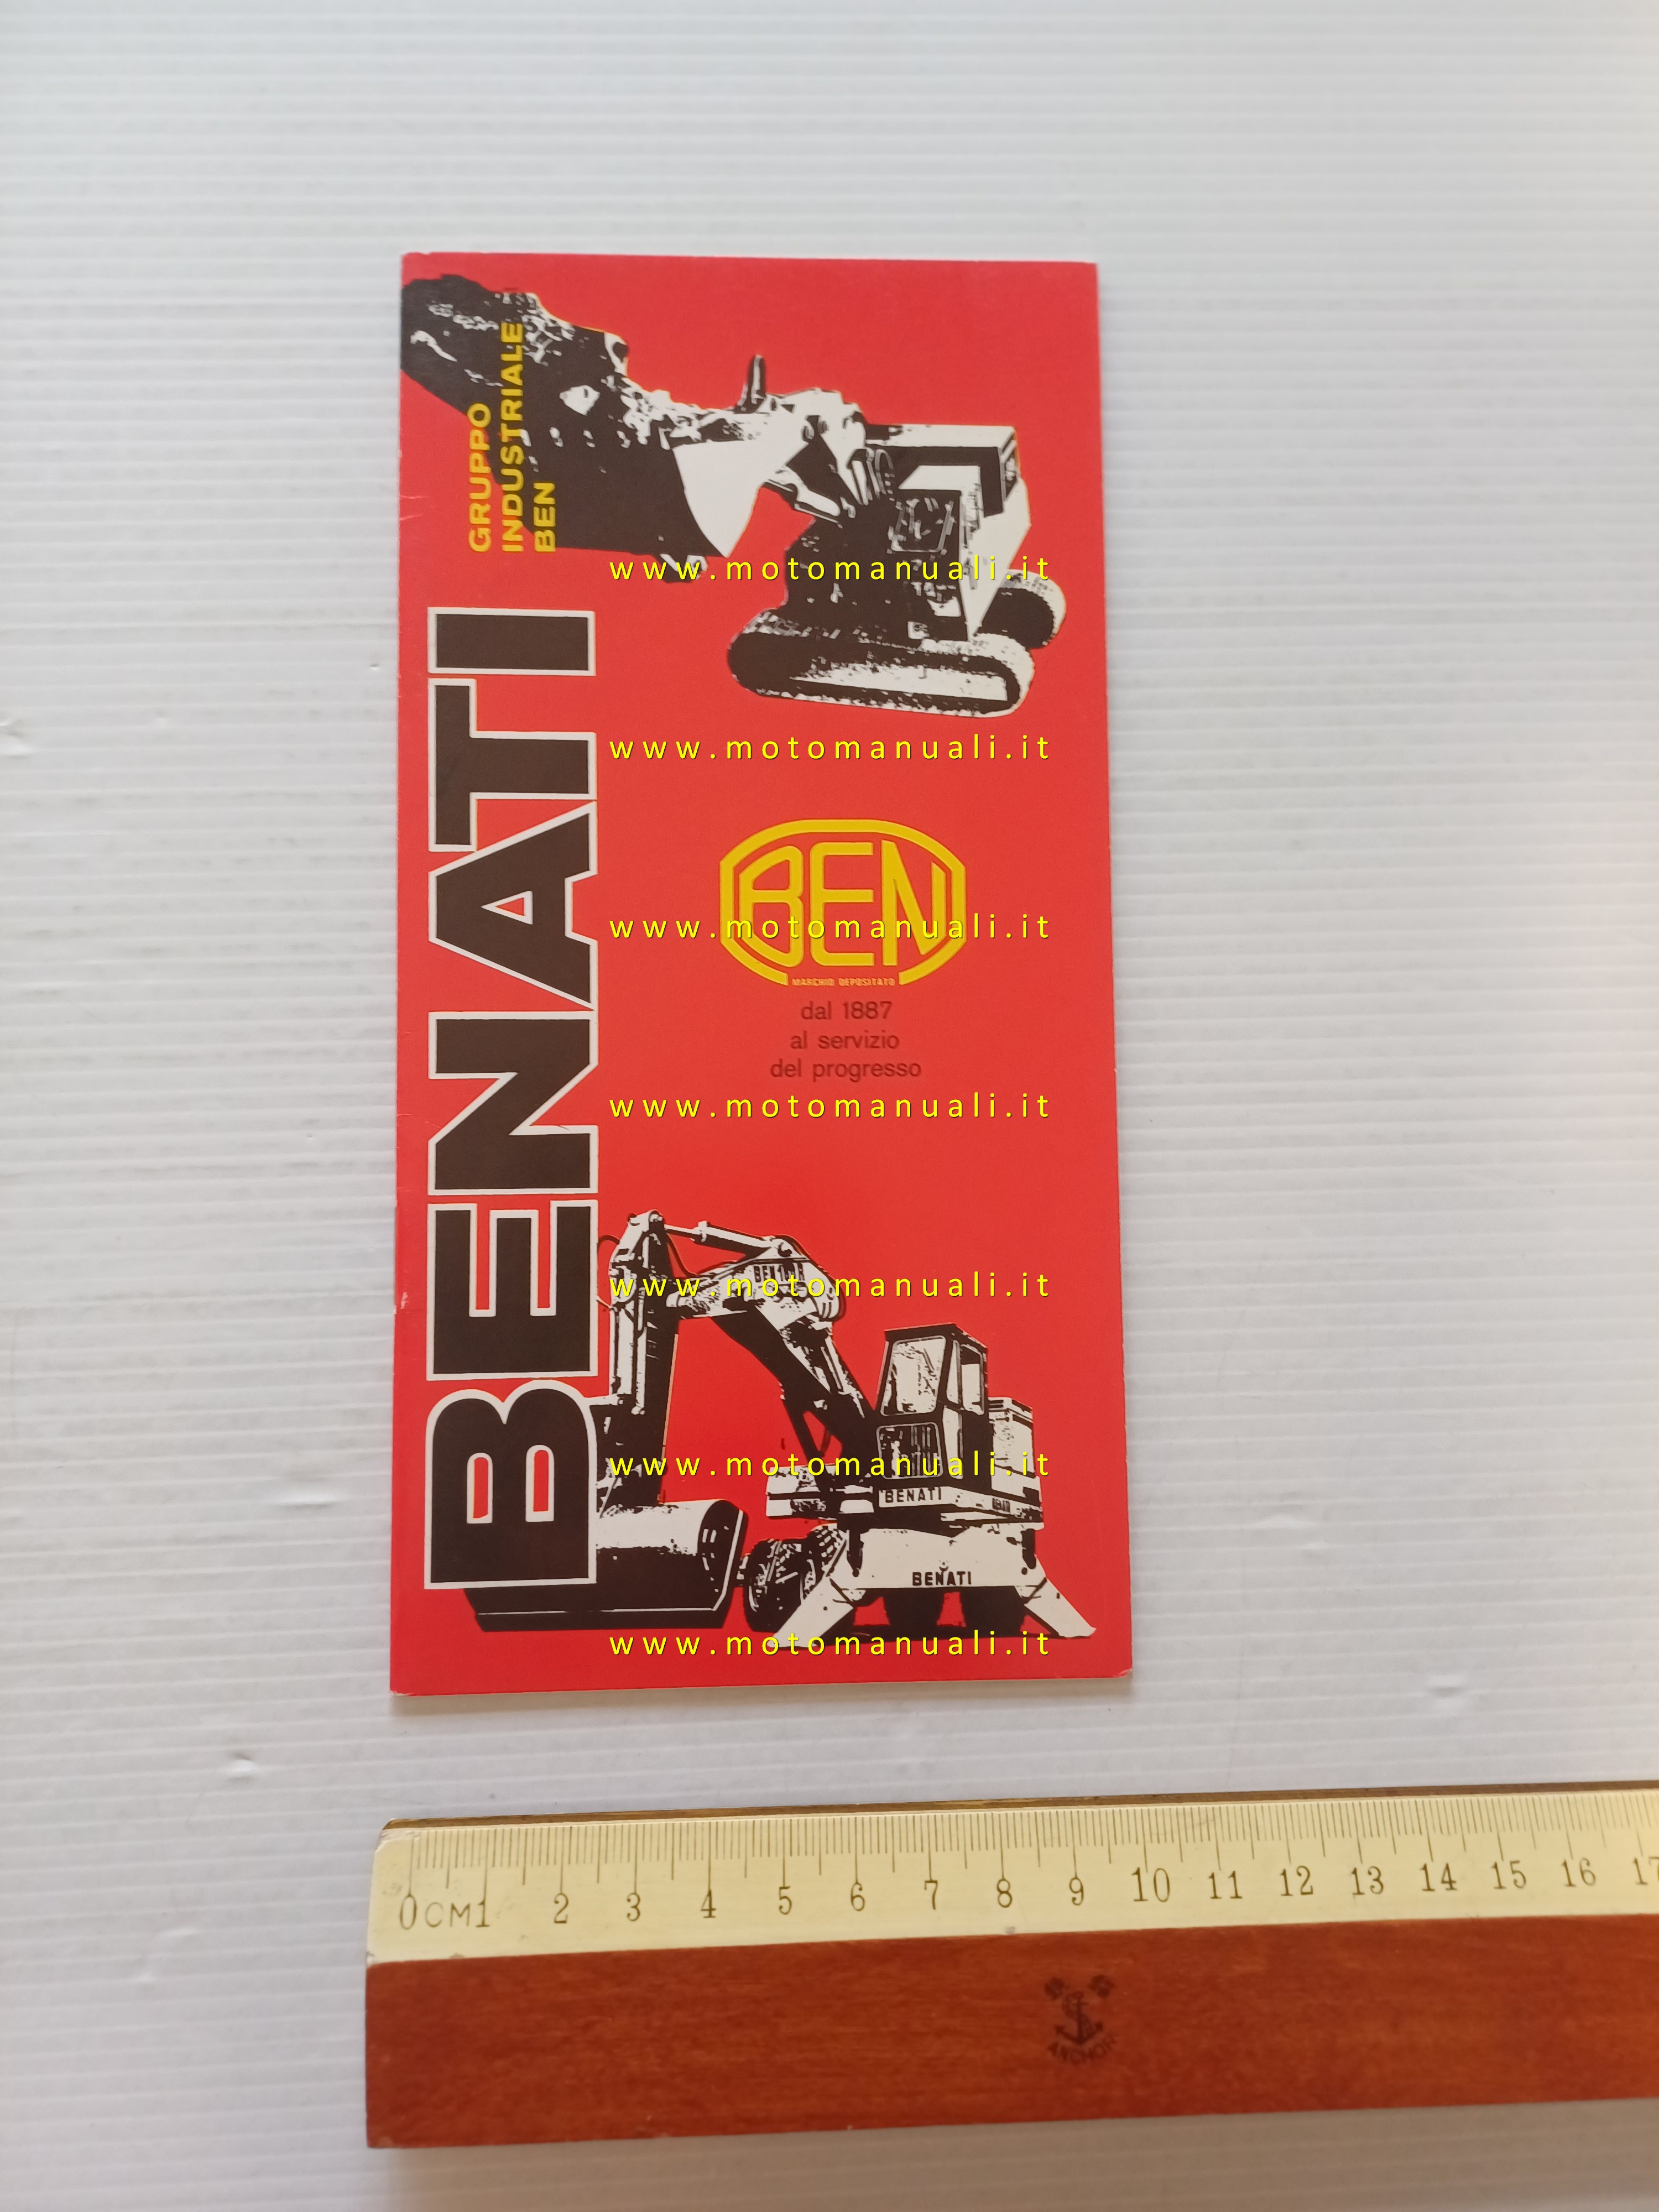 GRUPPO
INDUSTRIALE
BEN
BENATI
www.motomanuali.it
www.motomanuali.it
BEN
www.motomanuali.it
MARCHIO DEPOSITATO
dal 1887
al servizio
del progresso
www.motomanuali.it
www.motomanuali.it
www.motomanuali.it
BENATI
BENATI
www.motomanuali.it
0CM1 2 3 4 5 6 7 8 9 10 11 12 13 14 15 16 17
ANCHOR